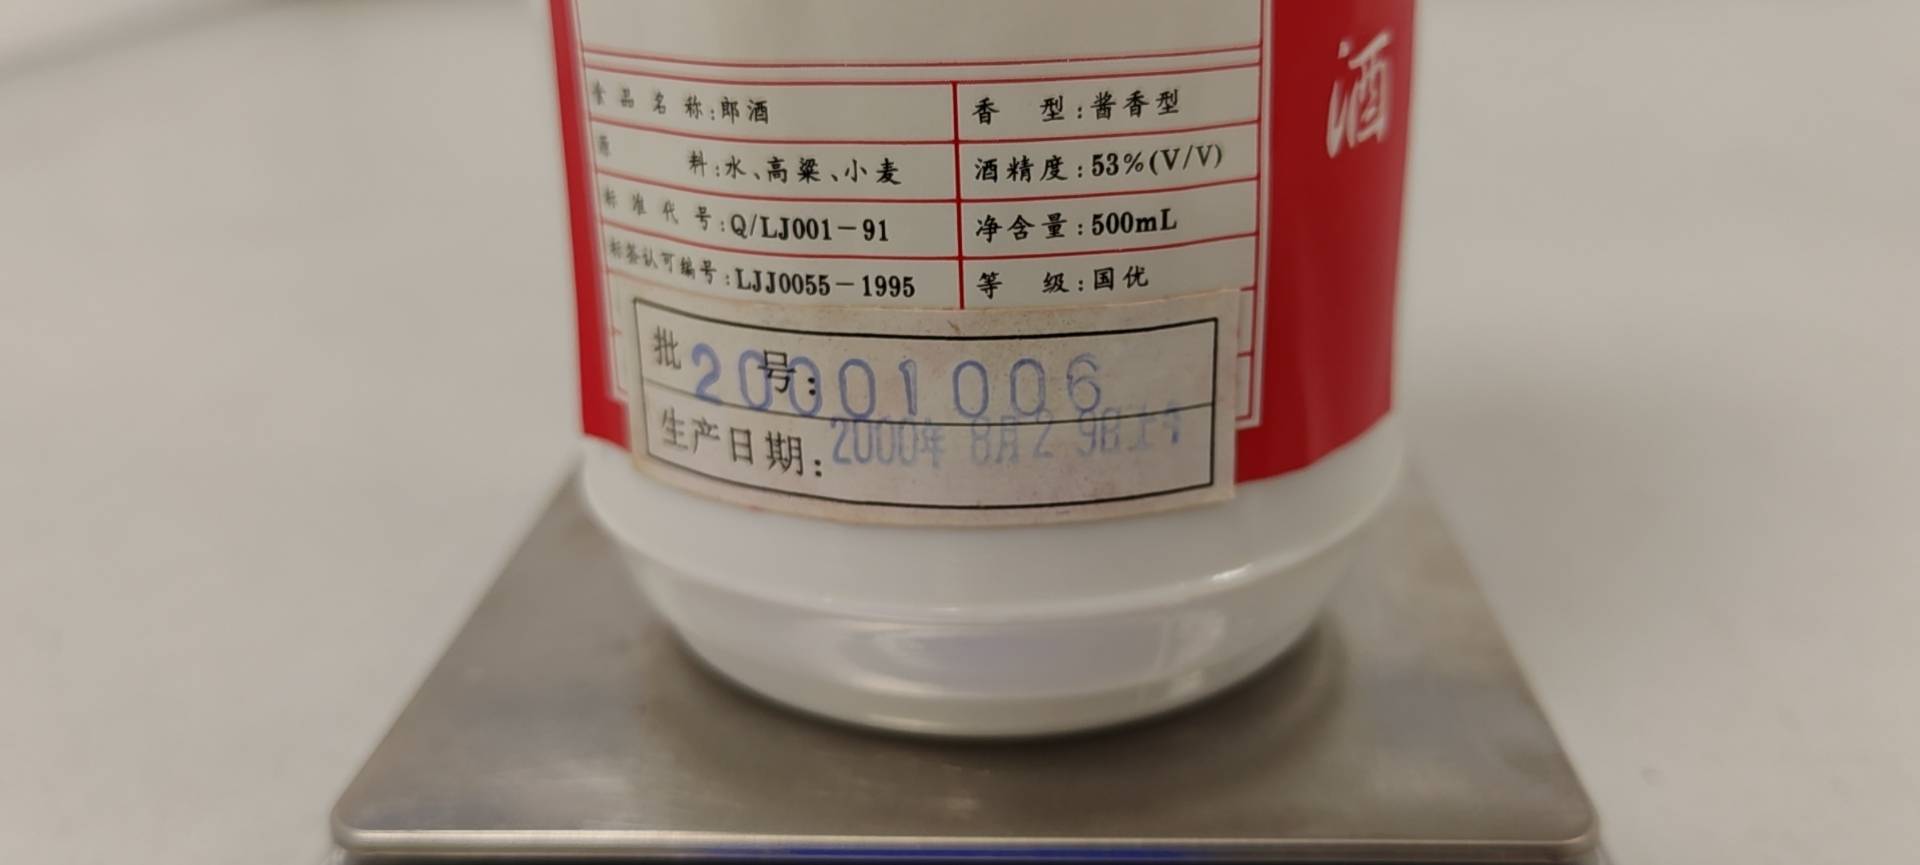 食品名称:郎酒 香型:酱香型
原料:水、高粱、小麦 酒精度:53%(V/V)
标准代号:Q/LJ001-91 净含量:500mL
标签认可编号:LJJ0055-1995 等级:国优
批号:20001006
生产日期:2000年8月29日上午
酒